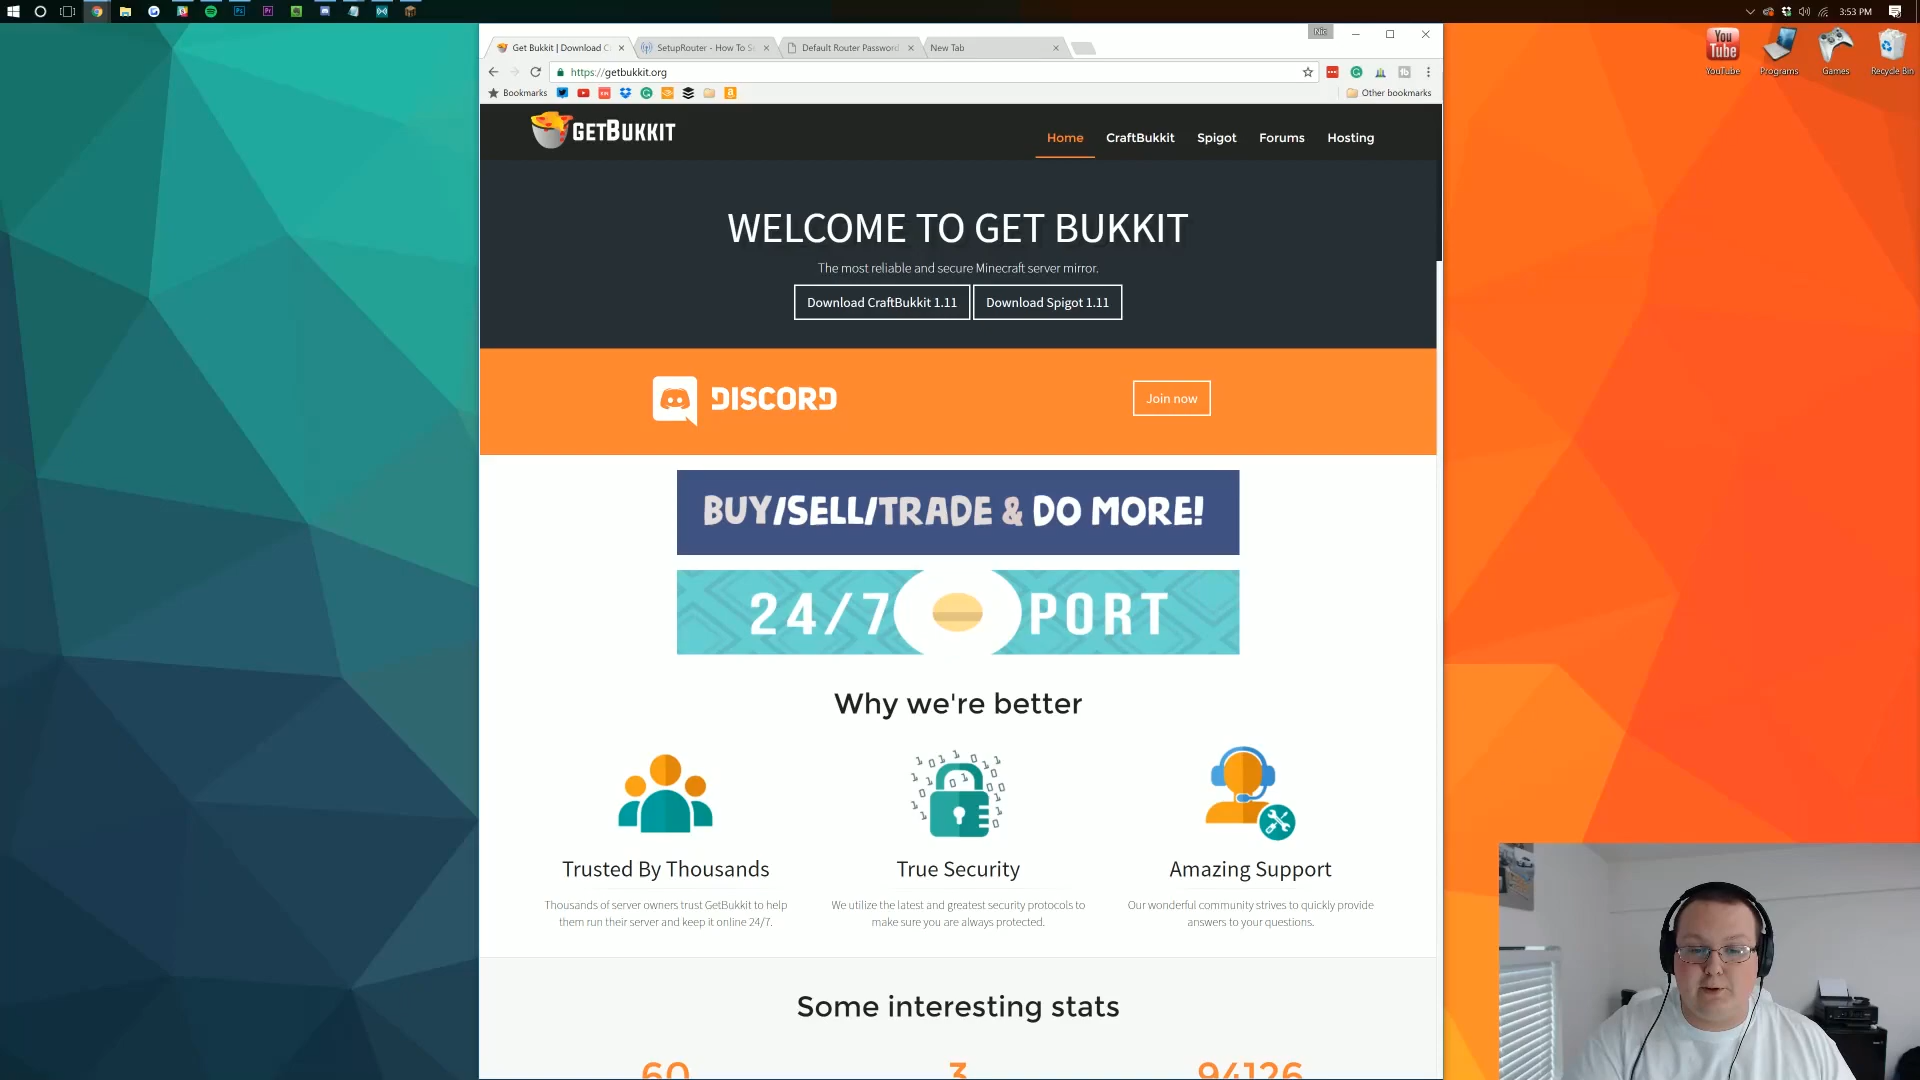 3:53 PM
Nic
Get Bukkit | Download C
SetupRouter - How To Se
Default Router Password
New Tab
https://getbukkit.org
Bookmarks
Other bookmarks
YouTube
Programs
Games
Recycle Bin
You
Tube
GETBUKKIT
Home
CraftBukkit
Spigot
Forums
Hosting
WELCOME TO GET BUKKIT
The most reliable and secure Minecraft server mirror.
Download CraftBukkit 1.11
Download Spigot 1.11
DISCORD
Join now
BUY/SELL/TRADE & DO MORE!
24/7 PORT
Why we're better
Trusted By Thousands
Thousands of server owners trust GetBukkit to help
them run their server and keep it online 24/7.
True Security
We utilize the latest and greatest security protocols to
make sure you are always protected.
Amazing Support
Our wonderful community strives to quickly provide
answers to your questions.
Some interesting stats
60
3
94126